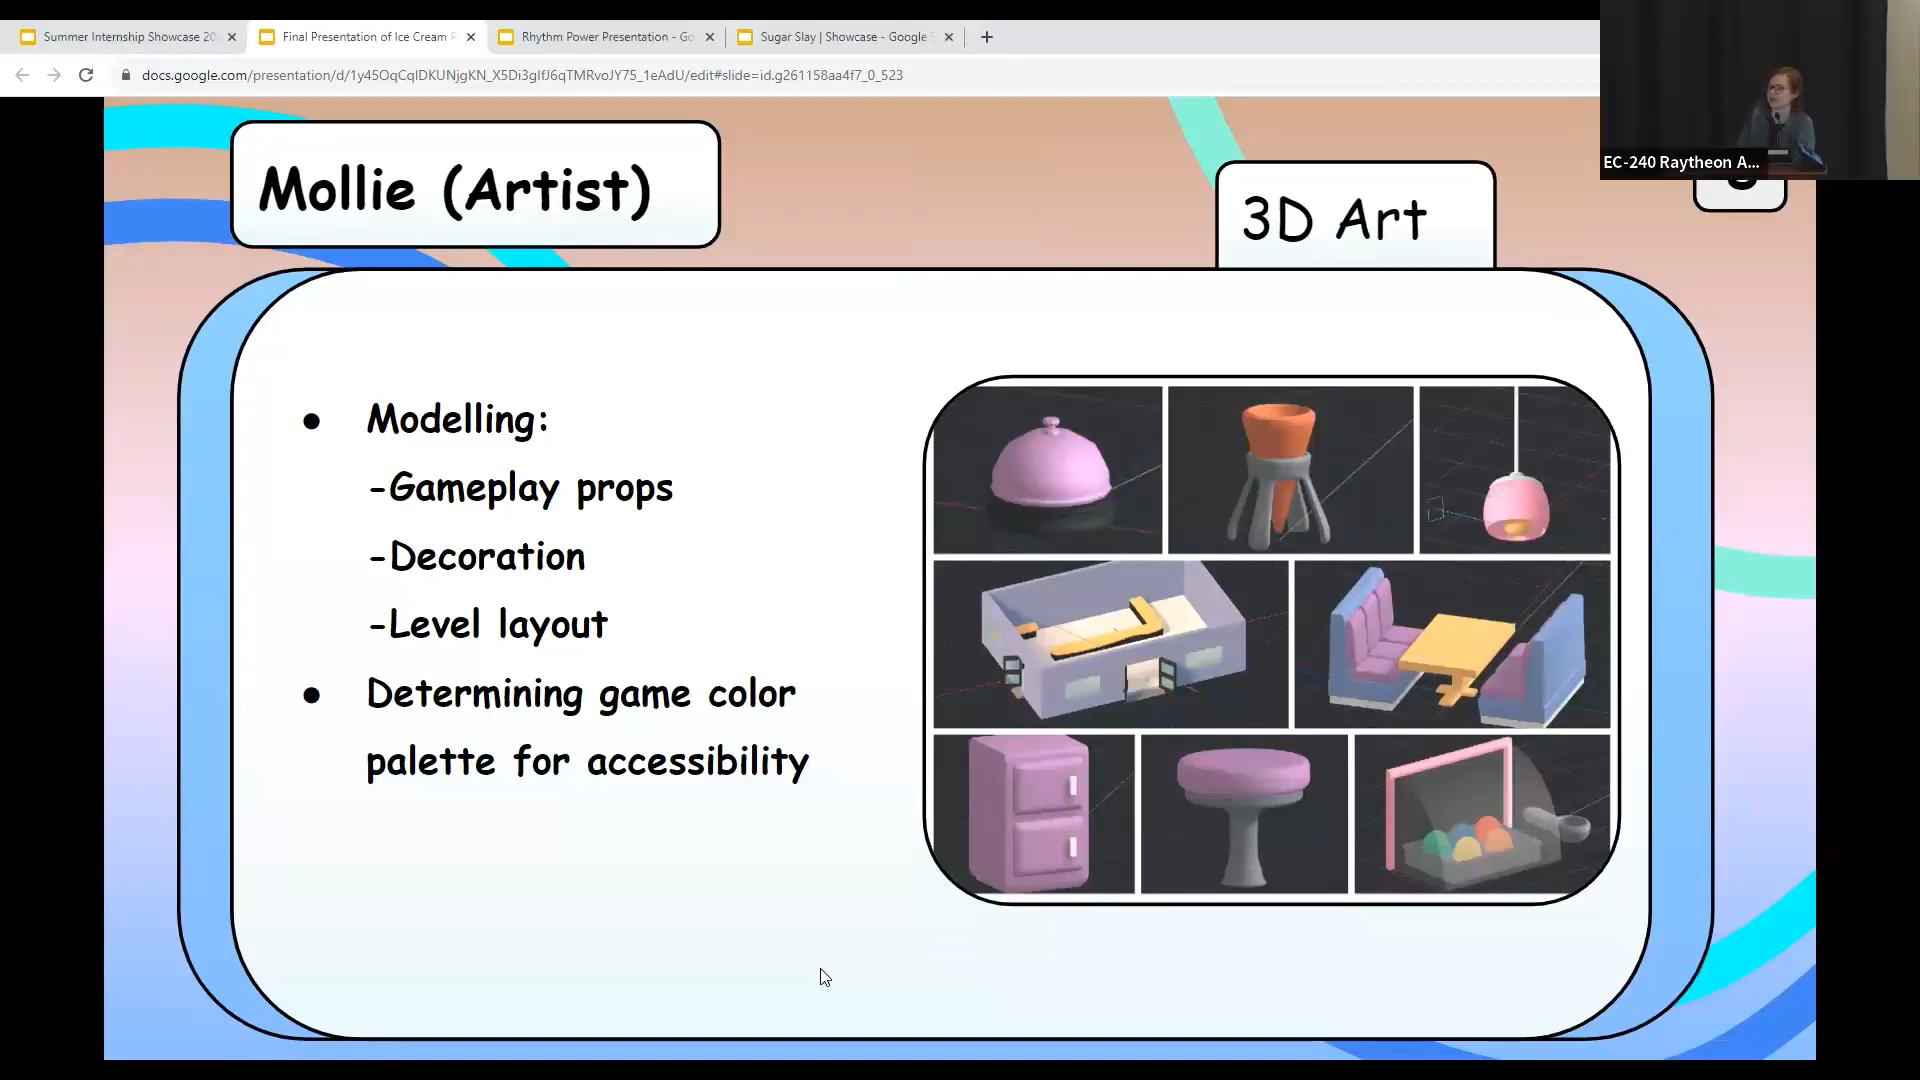 Summer Internship Showcase 20
Final Presentation of Ice Cream P
Rhythm Power Presentation - Go
Sugar Slay | Showcase - Google S
docs.google.com/presentation/d/1y45OqCqIDKUNjgKN_X5Di3gIfJ6qTMRvoJY75_1eAdU/edit#slide=id.g261158aa4f7_0_523
EC-240 Raytheon A...
Mollie (Artist)
3D Art
● Modelling:
-Gameplay props
-Decoration
-Level layout
● Determining game color
palette for accessibility